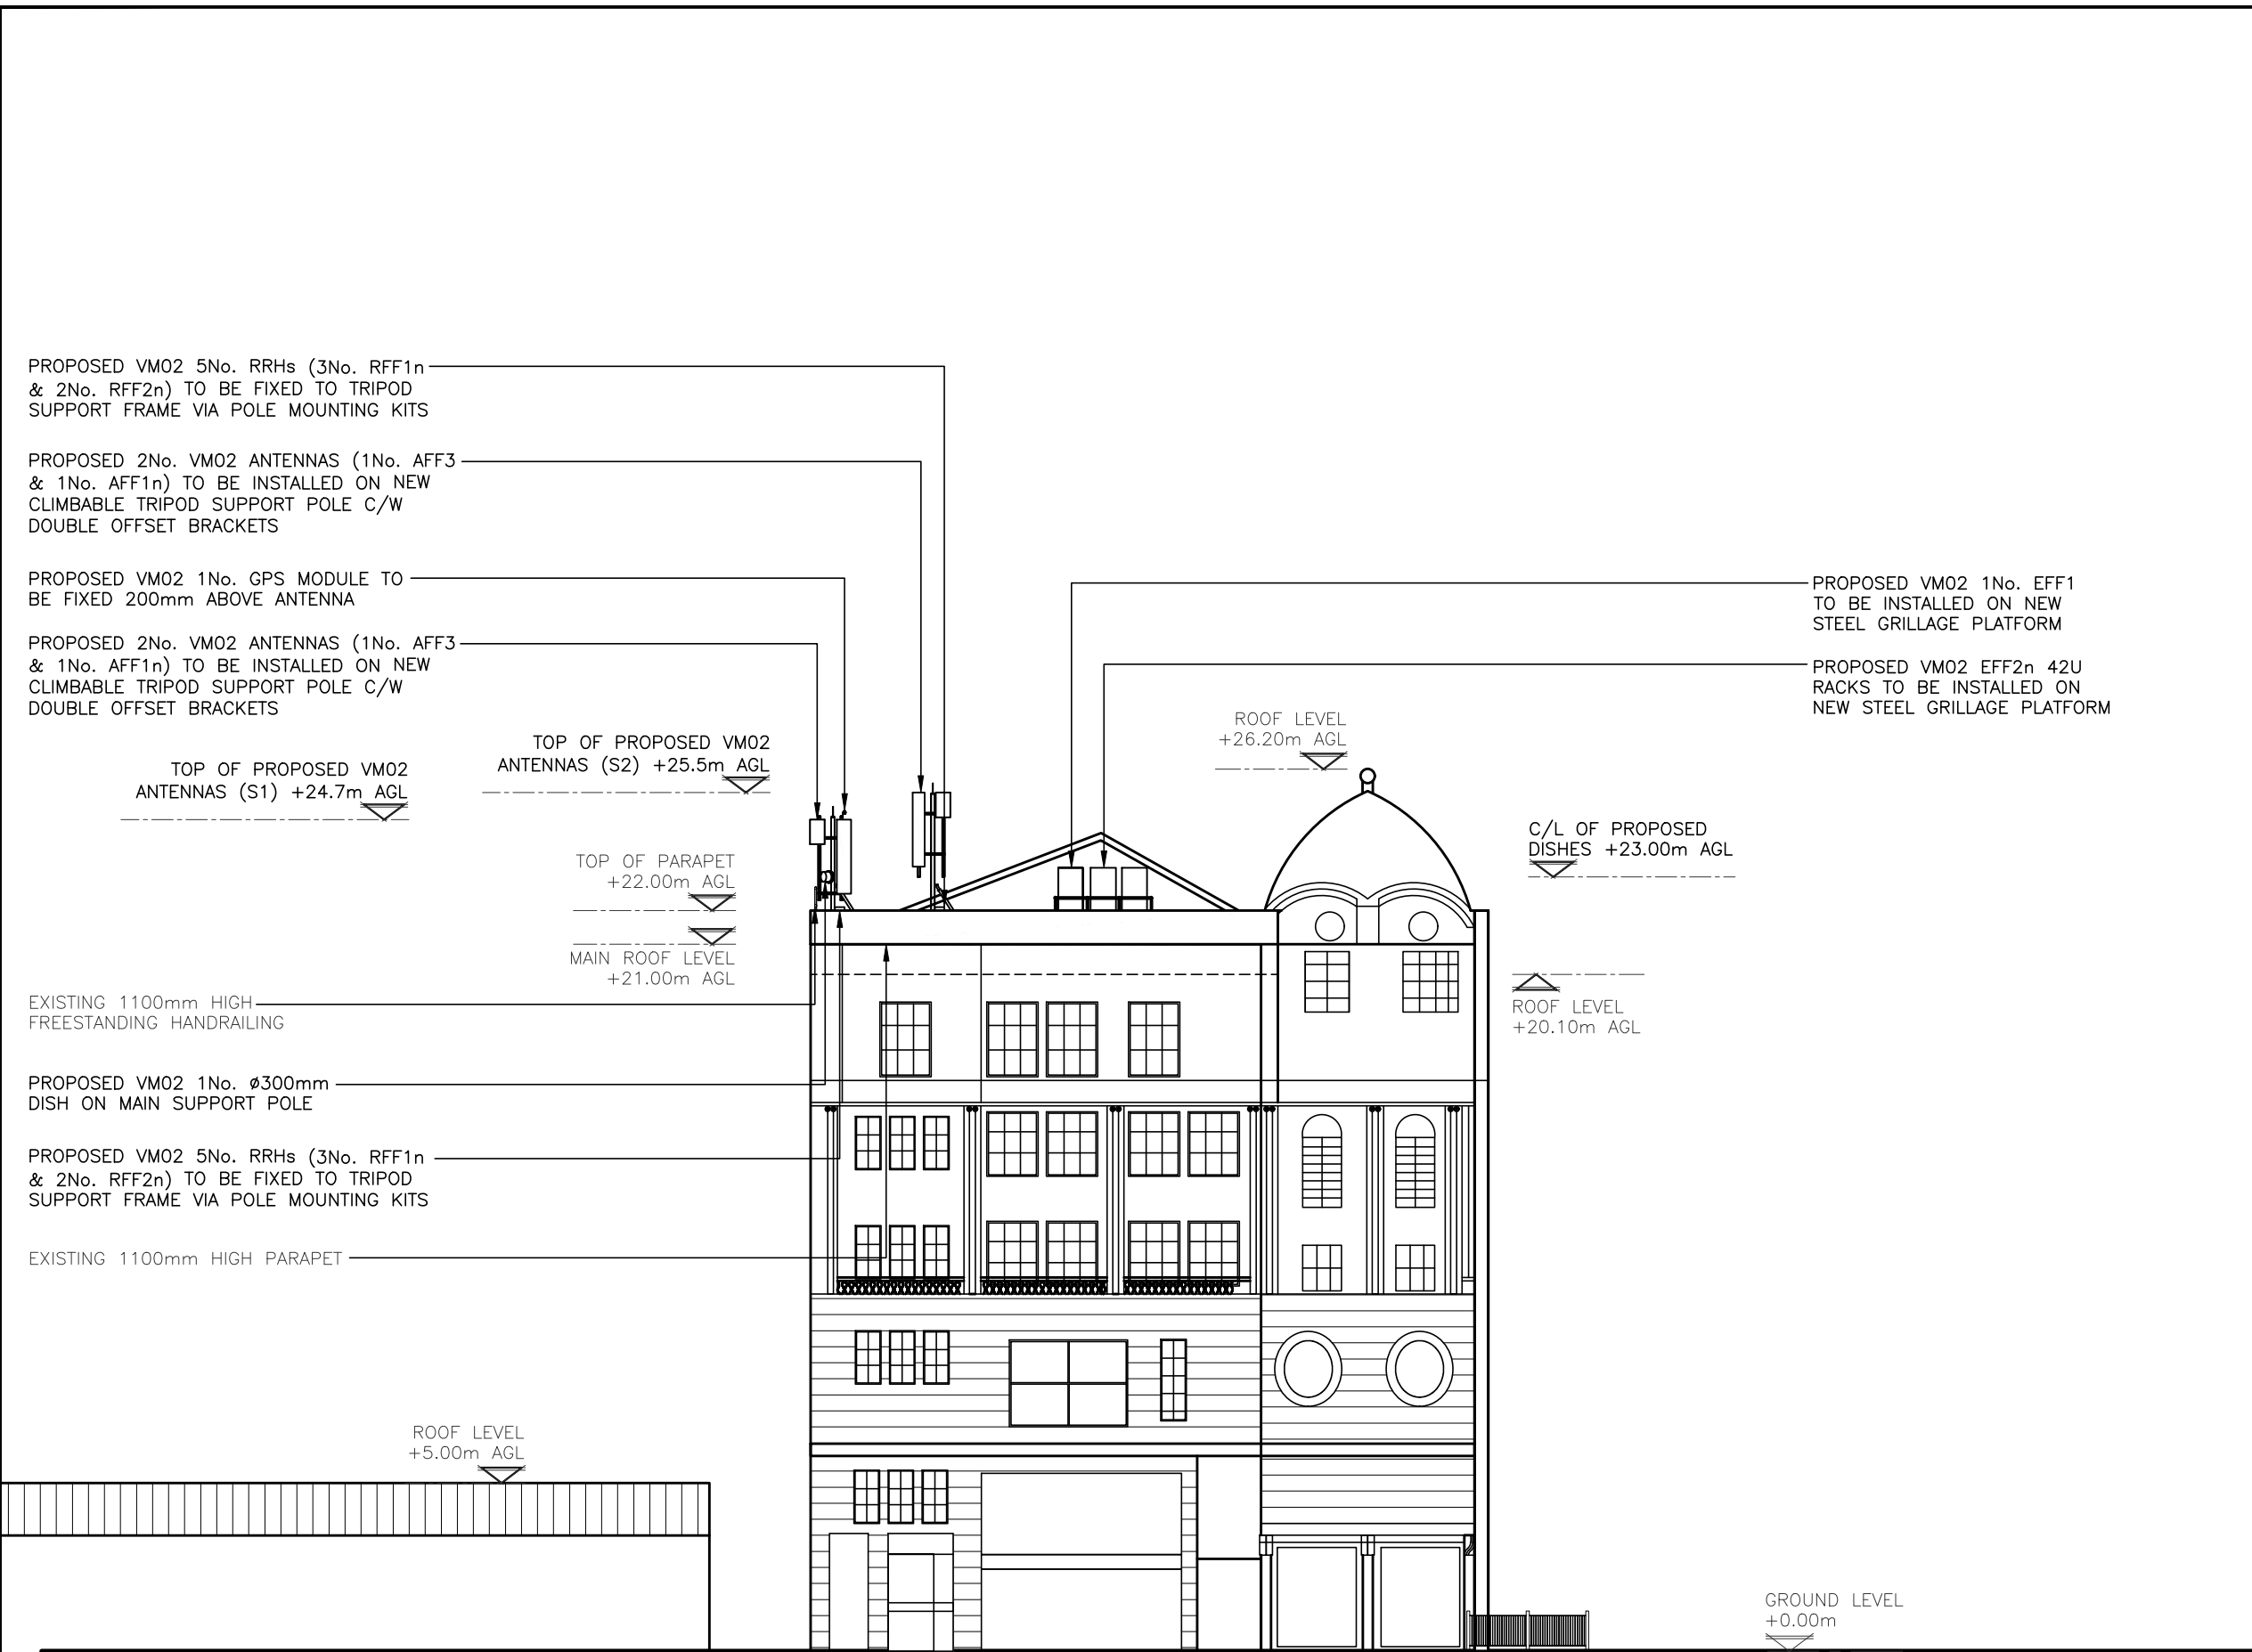 PROPOSED VM02 5No. RRHs (3No. RFF1n
& 2No. RFF2n) TO BE FIXED TO TRIPOD
SUPPORT FRAME VIA POLE MOUNTING KITS
PROPOSED 2No. VM02 ANTENNAS (1No. AFF3
& 1No. AFF1n) TO BE INSTALLED ON NEW
CLIMBABLE TRIPOD SUPPORT POLE C/W
DOUBLE OFFSET BRACKETS
PROPOSED VM02 1No. GPS MODULE TO
BE FIXED 200mm ABOVE ANTENNA
PROPOSED 2No. VM02 ANTENNAS (1No. AFF3
& 1No. AFF1n) TO BE INSTALLED ON NEW
CLIMBABLE TRIPOD SUPPORT POLE C/W
DOUBLE OFFSET BRACKETS
TOP OF PROPOSED VM02
ANTENNAS (S1) +24.7m AGL
TOP OF PROPOSED VM02
ANTENNAS (S2) +25.5m AGL
TOP OF PARAPET
+22.00m AGL
MAIN ROOF LEVEL
+21.00m AGL
EXISTING 1100mm HIGH
FREESTANDING HANDRAILING
PROPOSED VM02 1No. ø300mm
DISH ON MAIN SUPPORT POLE
PROPOSED VM02 5No. RRHs (3No. RFF1n
& 2No. RFF2n) TO BE FIXED TO TRIPOD
SUPPORT FRAME VIA POLE MOUNTING KITS
EXISTING 1100mm HIGH PARAPET
ROOF LEVEL
+5.00m AGL
PROPOSED VM02 1No. EFF1
TO BE INSTALLED ON NEW
STEEL GRILLAGE PLATFORM
PROPOSED VM02 EFF2n 42U
RACKS TO BE INSTALLED ON
NEW STEEL GRILLAGE PLATFORM
ROOF LEVEL
+26.20m AGL
C/L OF PROPOSED
DISHES +23.00m AGL
ROOF LEVEL
+20.10m AGL
GROUND LEVEL
+0.00m